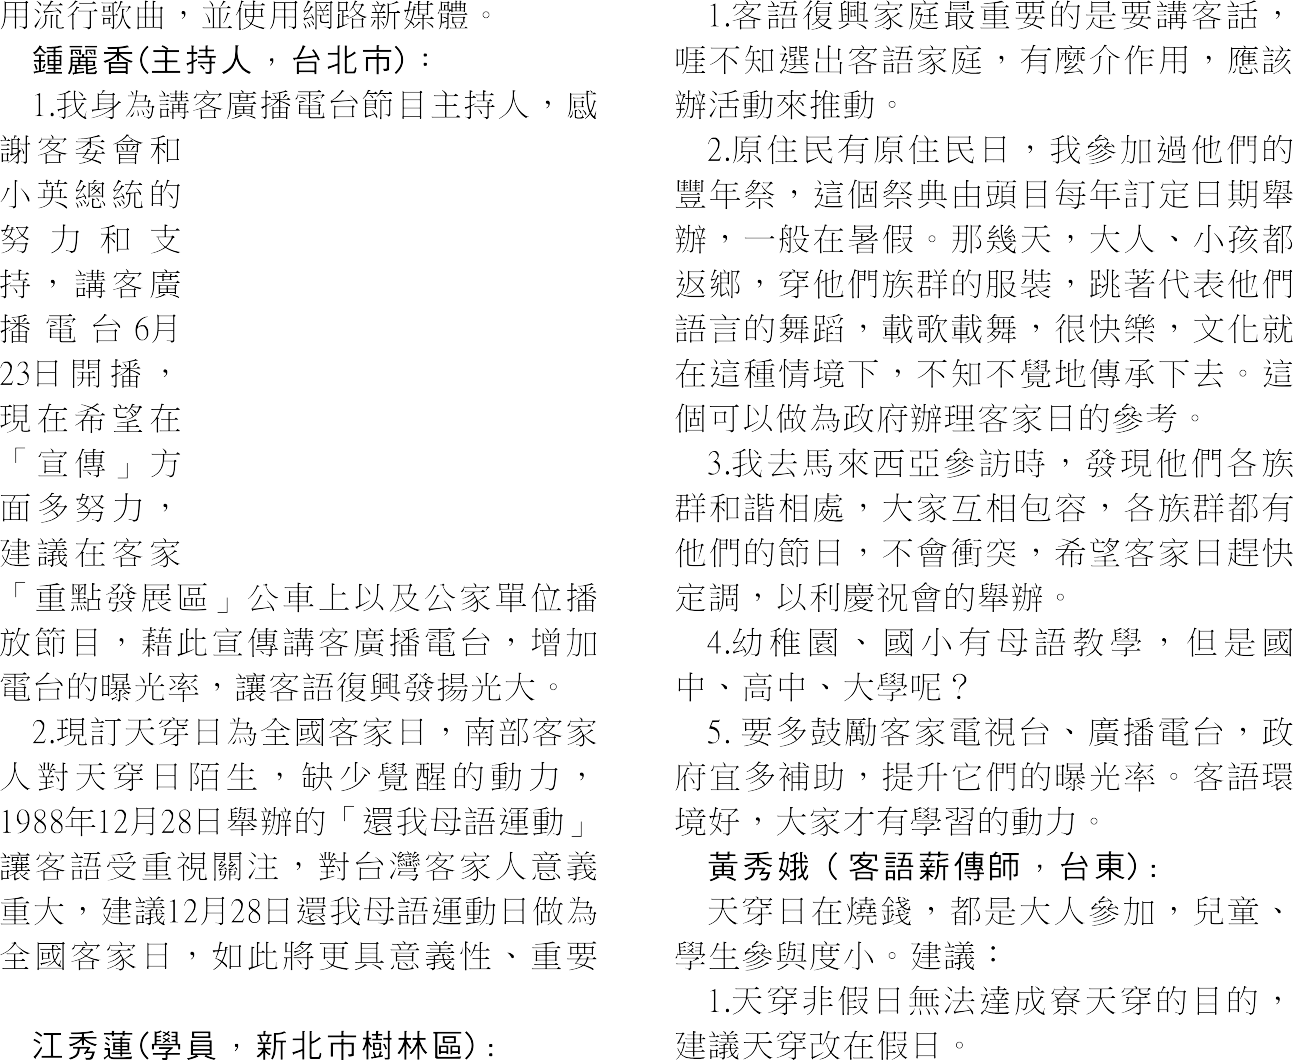 用流行歌曲，並使用網路新媒體。
鍾麗香(主持人，台北市)：
1.我身為講客廣播電台節目主持人，感
謝客委會和
小英總統的
努力和支
持，講客廣
播電台6月
23日開播，
現在希望在
「宣傳」方
面多努力，
建議在客家
「重點發展區」公車上以及公家單位播
放節目，藉此宣傳講客廣播電台，增加
電台的曝光率，讓客語復興發揚光大。
2.現訂天穿日為全國客家日，南部客家
人對天穿日陌生，缺少覺醒的動力，
1988年12月28日舉辦的「還我母語運動」
讓客語受重視關注，對台灣客家人意義
重大，建議12月28日還我母語運動日做為
全國客家日，如此將更具意義性、重要
江秀蓮(學員，新北市樹林區)：
1.客語復興家庭最重要的是要講客話，
啀不知選出客語家庭，有麼介作用，應該
辦活動來推動。
2.原住民有原住民日，我參加過他們的
豐年祭，這個祭典由頭目每年訂定日期舉
辦，一般在暑假。那幾天，大人、小孩都
返鄉，穿他們族群的服裝，跳著代表他們
語言的舞蹈，載歌載舞，很快樂，文化就
在這種情境下，不知不覺地傳承下去。這
個可以做為政府辦理客家日的參考。
3.我去馬來西亞參訪時，發現他們各族
群和諧相處，大家互相包容，各族群都有
他們的節日，不會衝突，希望客家日趕快
定調，以利慶祝會的舉辦。
4.幼稚園、國小有母語教學，但是國
中、高中、大學呢？
5. 要多鼓勵客家電視台、廣播電台，政
府宜多補助，提升它們的曝光率。客語環
境好，大家才有學習的動力。
黃秀娥（客語薪傳師，台東)：
天穿日在燒錢，都是大人參加，兒童、
學生參與度小。建議：
1.天穿非假日無法達成寮天穿的目的，
建議天穿改在假日。